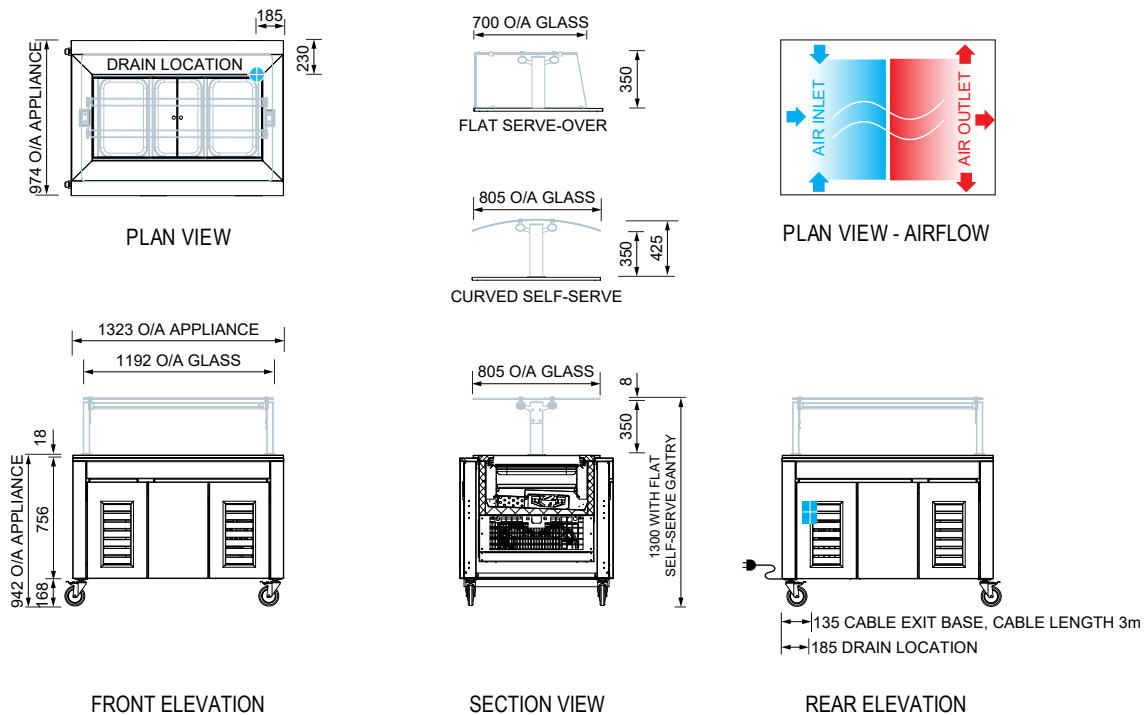 185
230
DRAIN LOCATION
974 O/A APPLIANCE
PLAN VIEW
700 O/A GLASS
350
FLAT SERVE-OVER
805 O/A GLASS
350
425
CURVED SELF-SERVE
AIR INLET
AIR OUTLET
PLAN VIEW - AIRFLOW
1323 O/A APPLIANCE
1192 O/A GLASS
18
942 O/A APPLIANCE
756
168
FRONT ELEVATION
805 O/A GLASS
8
350
1300 WITH FLAT
SELF-SERVE GANTRY
SECTION VIEW
135 CABLE EXIT BASE, CABLE LENGTH 3m
185 DRAIN LOCATION
REAR ELEVATION